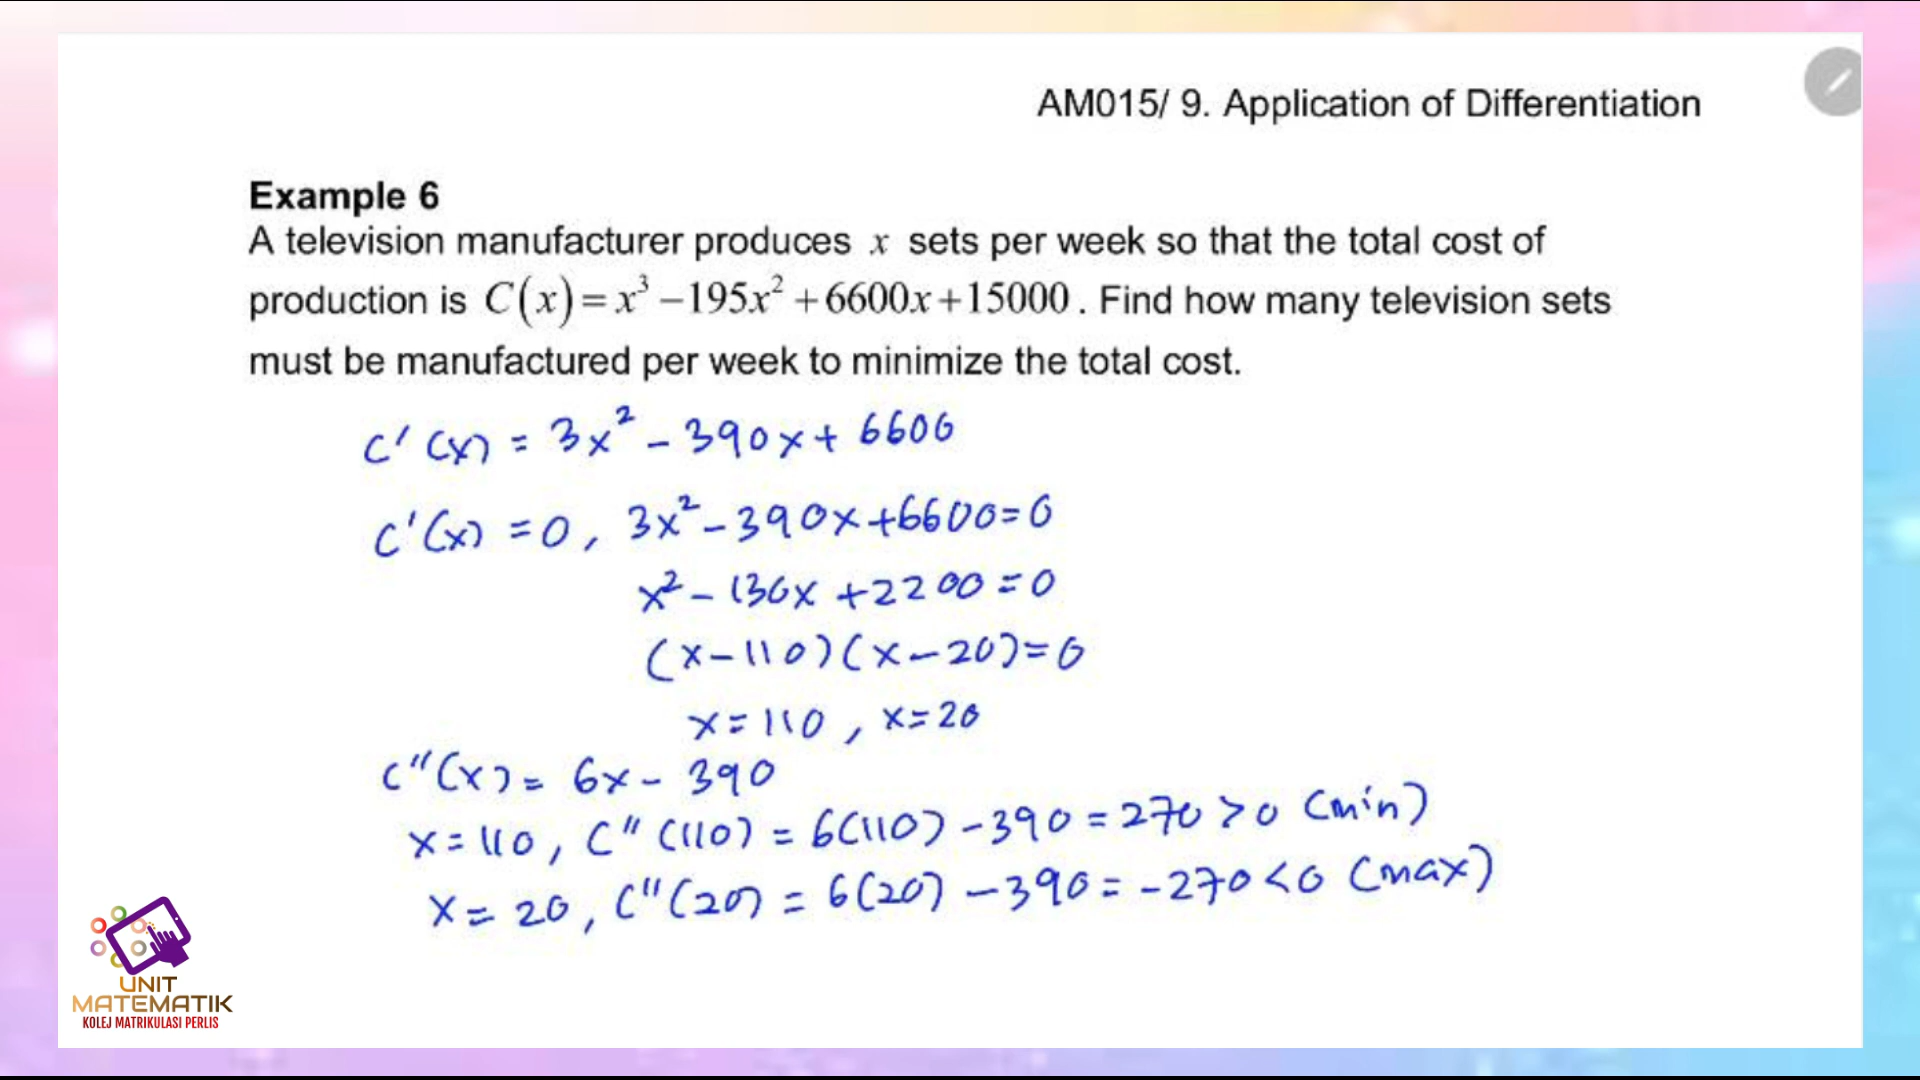 AM015/ 9. Application of Differentiation
Example 6
A television manufacturer produces x sets per week so that the total cost of
production is C(x)=x³−195x²+6600x+15000. Find how many television sets
must be manufactured per week to minimize the total cost.
C'(x) = 3x² − 390x + 6600
C'(x) = 0, 3x² − 390x + 6600 = 0
x² − 130x + 2200 = 0
(x − 110)(x − 20) = 0
x = 110, x = 20
C''(x) = 6x − 390
x = 110, C''(110) = 6(110) − 390 = 270 > 0 (min)
x = 20, C''(20) = 6(20) − 390 = −270 < 0 (max)
UNIT
MATEMATIK
KOLEJ MATRIKULASI PERLIS